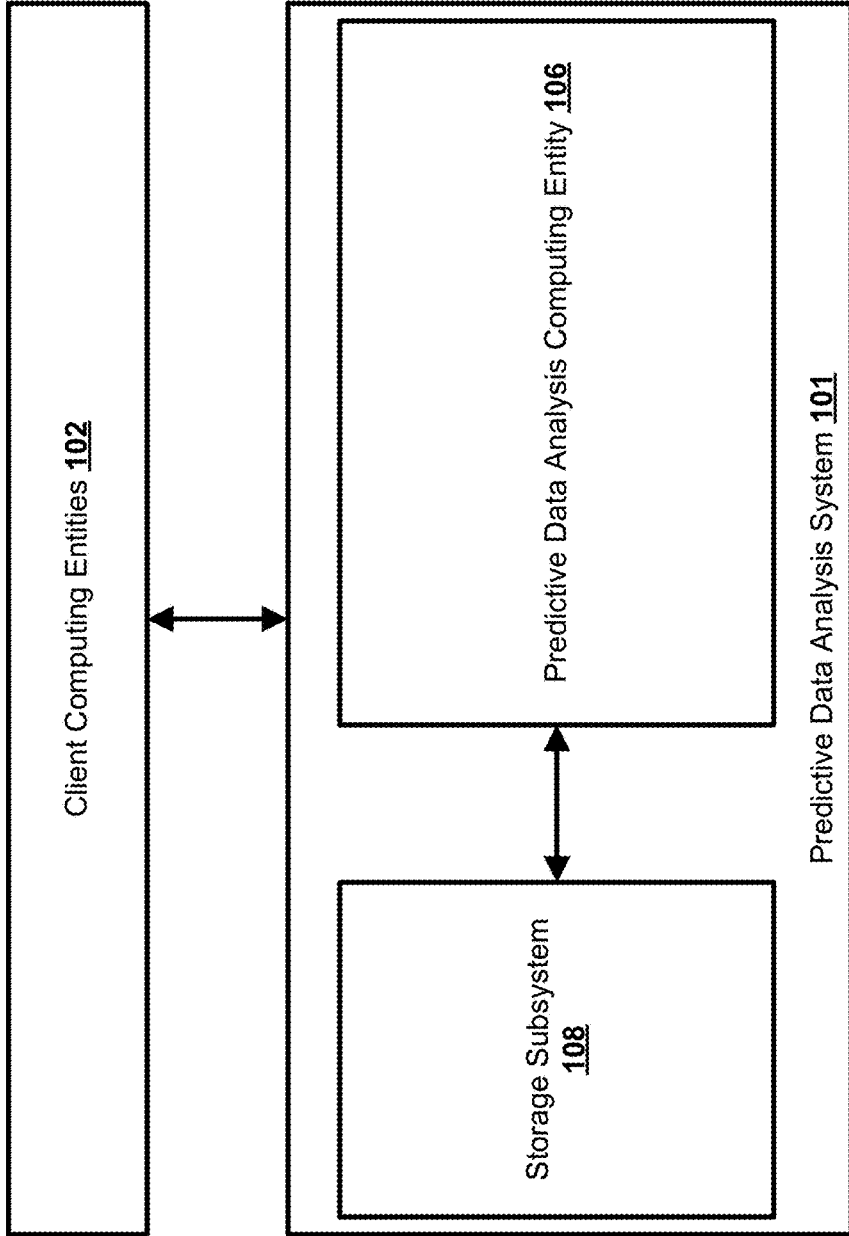 Client Computing Entities 102
Storage Subsystem
108
Predictive Data Analysis Computing Entity 106
Predictive Data Analysis System 101